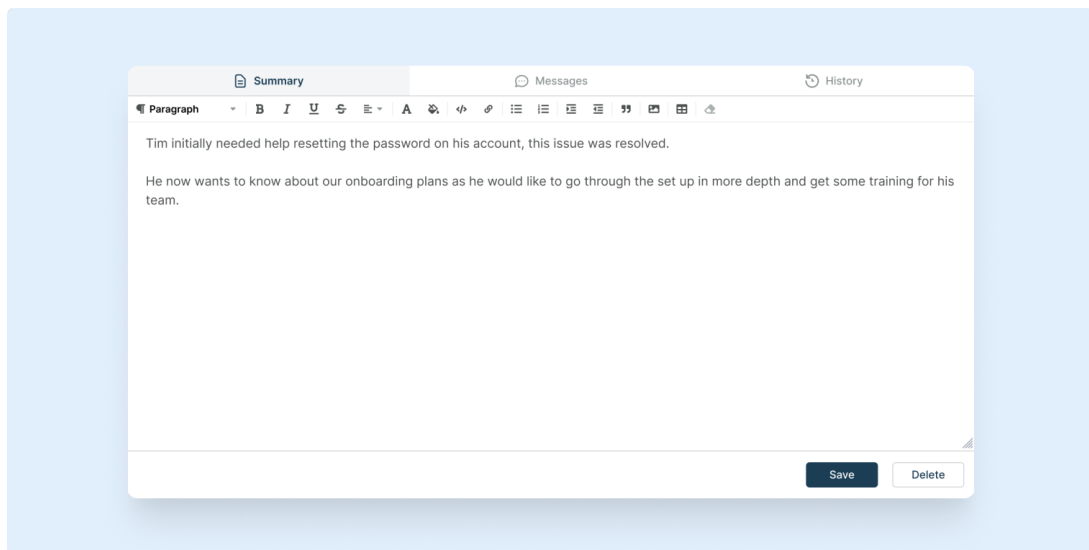 Summary
Messages
History
¶ Paragraph
Tim initially needed help resetting the password on his account, this issue was resolved.
He now wants to know about our onboarding plans as he would like to go through the set up in more depth and get some training for his
team.
Save
Delete